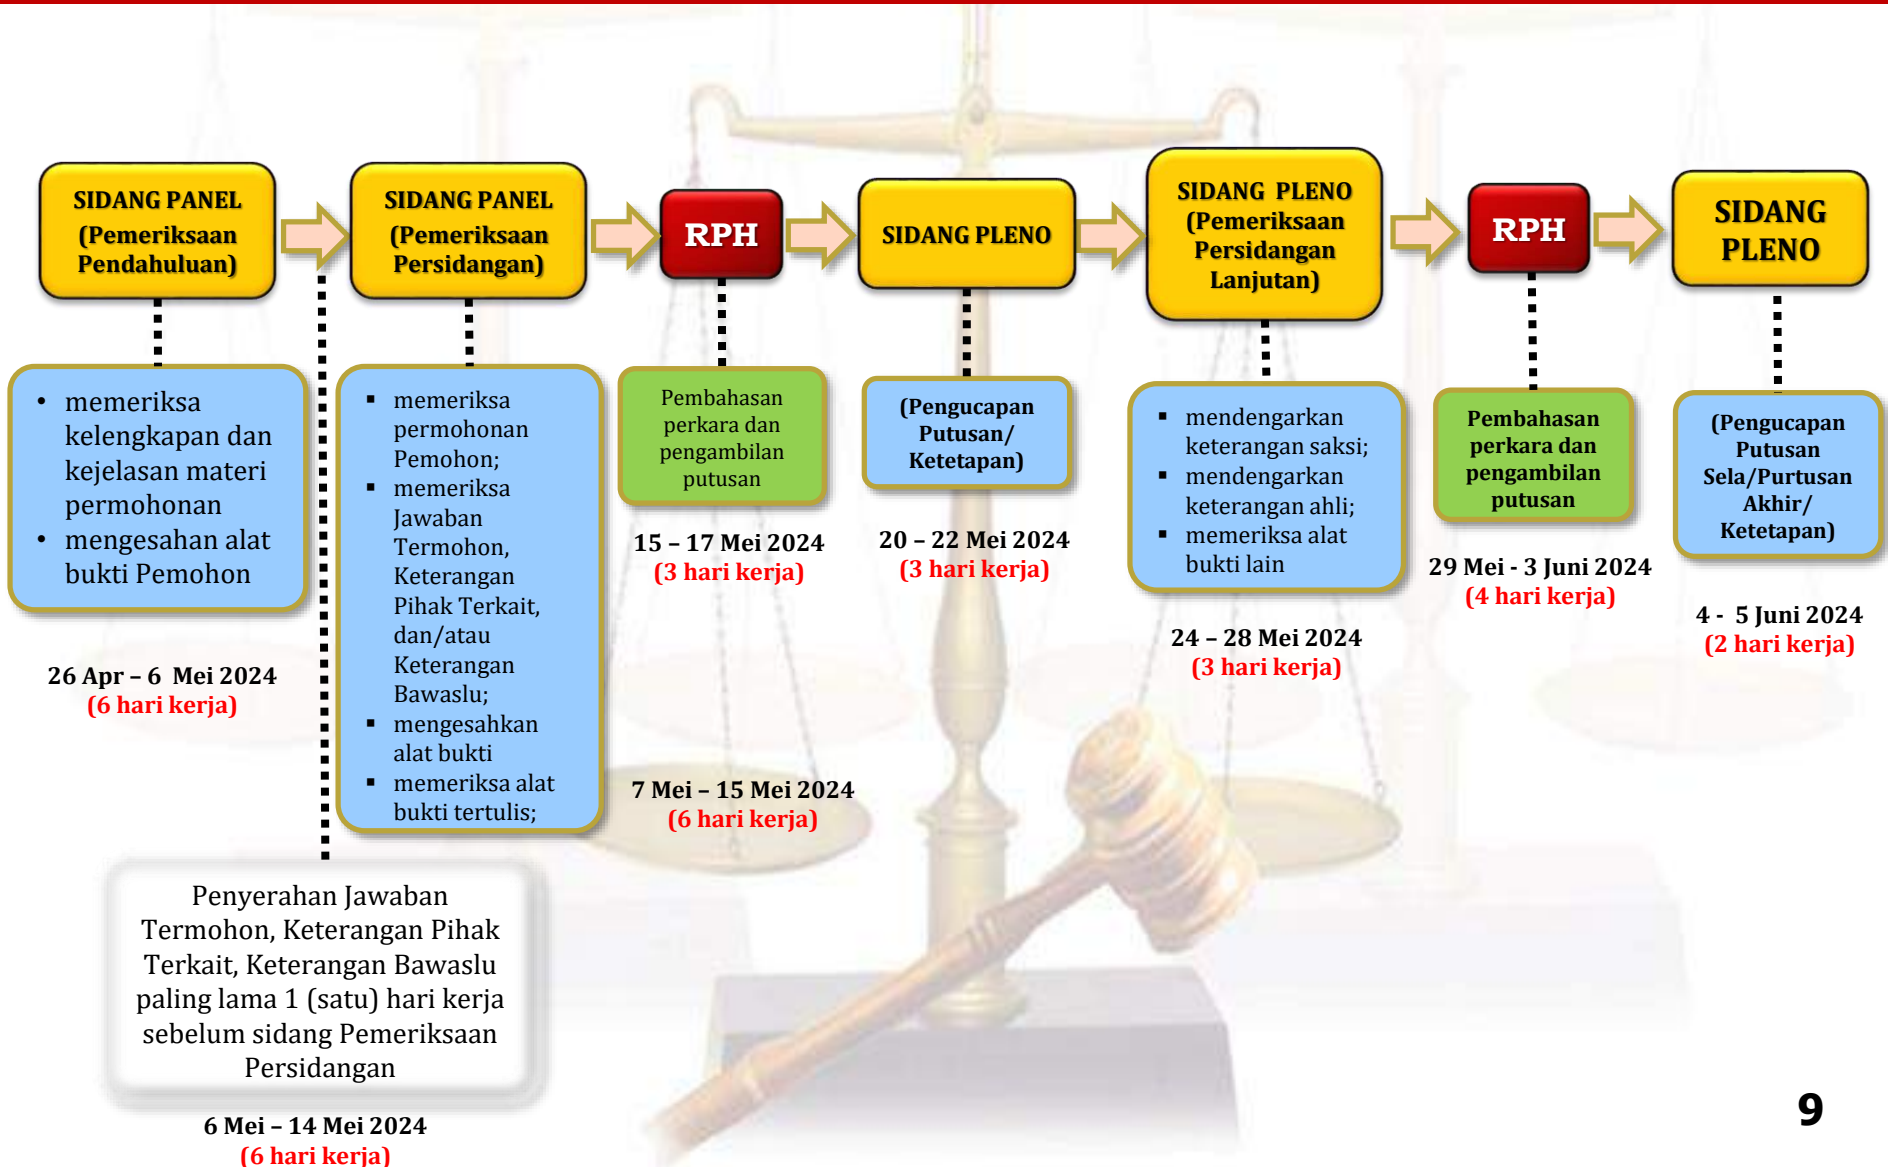 SIDANG PANEL
(Pemeriksaan
Pendahuluan)
SIDANG PANEL
(Pemeriksaan
Persidangan)
RPH
SIDANG PLENO
SIDANG PLENO
(Pemeriksaan
Persidangan
Lanjutan)
RPH
SIDANG
PLENO
• memeriksa
kelengkapan dan
kejelasan materi
permohonan
• mengesahan alat
bukti Pemohon
26 Apr – 6 Mei 2024
(6 hari kerja)
▪ memeriksa
permohonan
Pemohon;
▪ memeriksa
Jawaban
Termohon,
Keterangan
Pihak Terkait,
dan/atau
Keterangan
Bawaslu;
▪ mengesahkan
alat bukti
▪ memeriksa alat
bukti tertulis;
7 Mei – 15 Mei 2024
(6 hari kerja)
Pembahasan
perkara dan
pengambilan
putusan
15 – 17 Mei 2024
(3 hari kerja)
(Pengucapan
Putusan/
Ketetapan)
20 – 22 Mei 2024
(3 hari kerja)
▪ mendengarkan
keterangan saksi;
▪ mendengarkan
keterangan ahli;
▪ memeriksa alat
bukti lain
24 – 28 Mei 2024
(3 hari kerja)
Pembahasan
perkara dan
pengambilan
putusan
29 Mei - 3 Juni 2024
(4 hari kerja)
(Pengucapan
Putusan
Sela/Purtusan
Akhir/
Ketetapan)
4 - 5 Juni 2024
(2 hari kerja)
Penyerahan Jawaban
Termohon, Keterangan Pihak
Terkait, Keterangan Bawaslu
paling lama 1 (satu) hari kerja
sebelum sidang Pemeriksaan
Persidangan
6 Mei – 14 Mei 2024
(6 hari kerja)
9